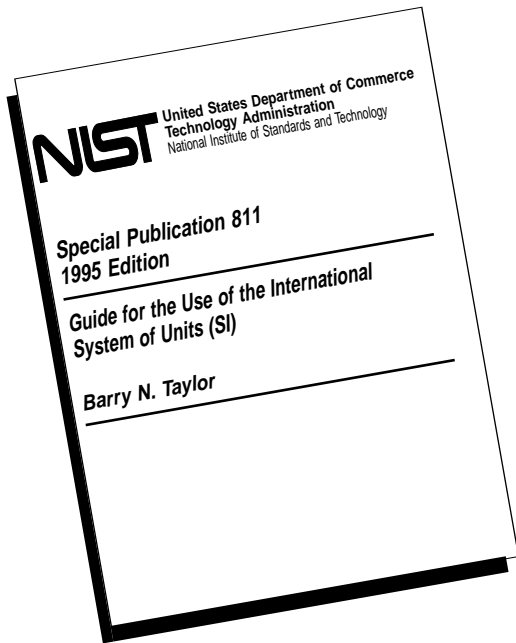 NIST
United States Department of Commerce
Technology Administration
National Institute of Standards and Technology
Special Publication 811
1995 Edition
Guide for the Use of the International
System of Units (SI)
Barry N. Taylor